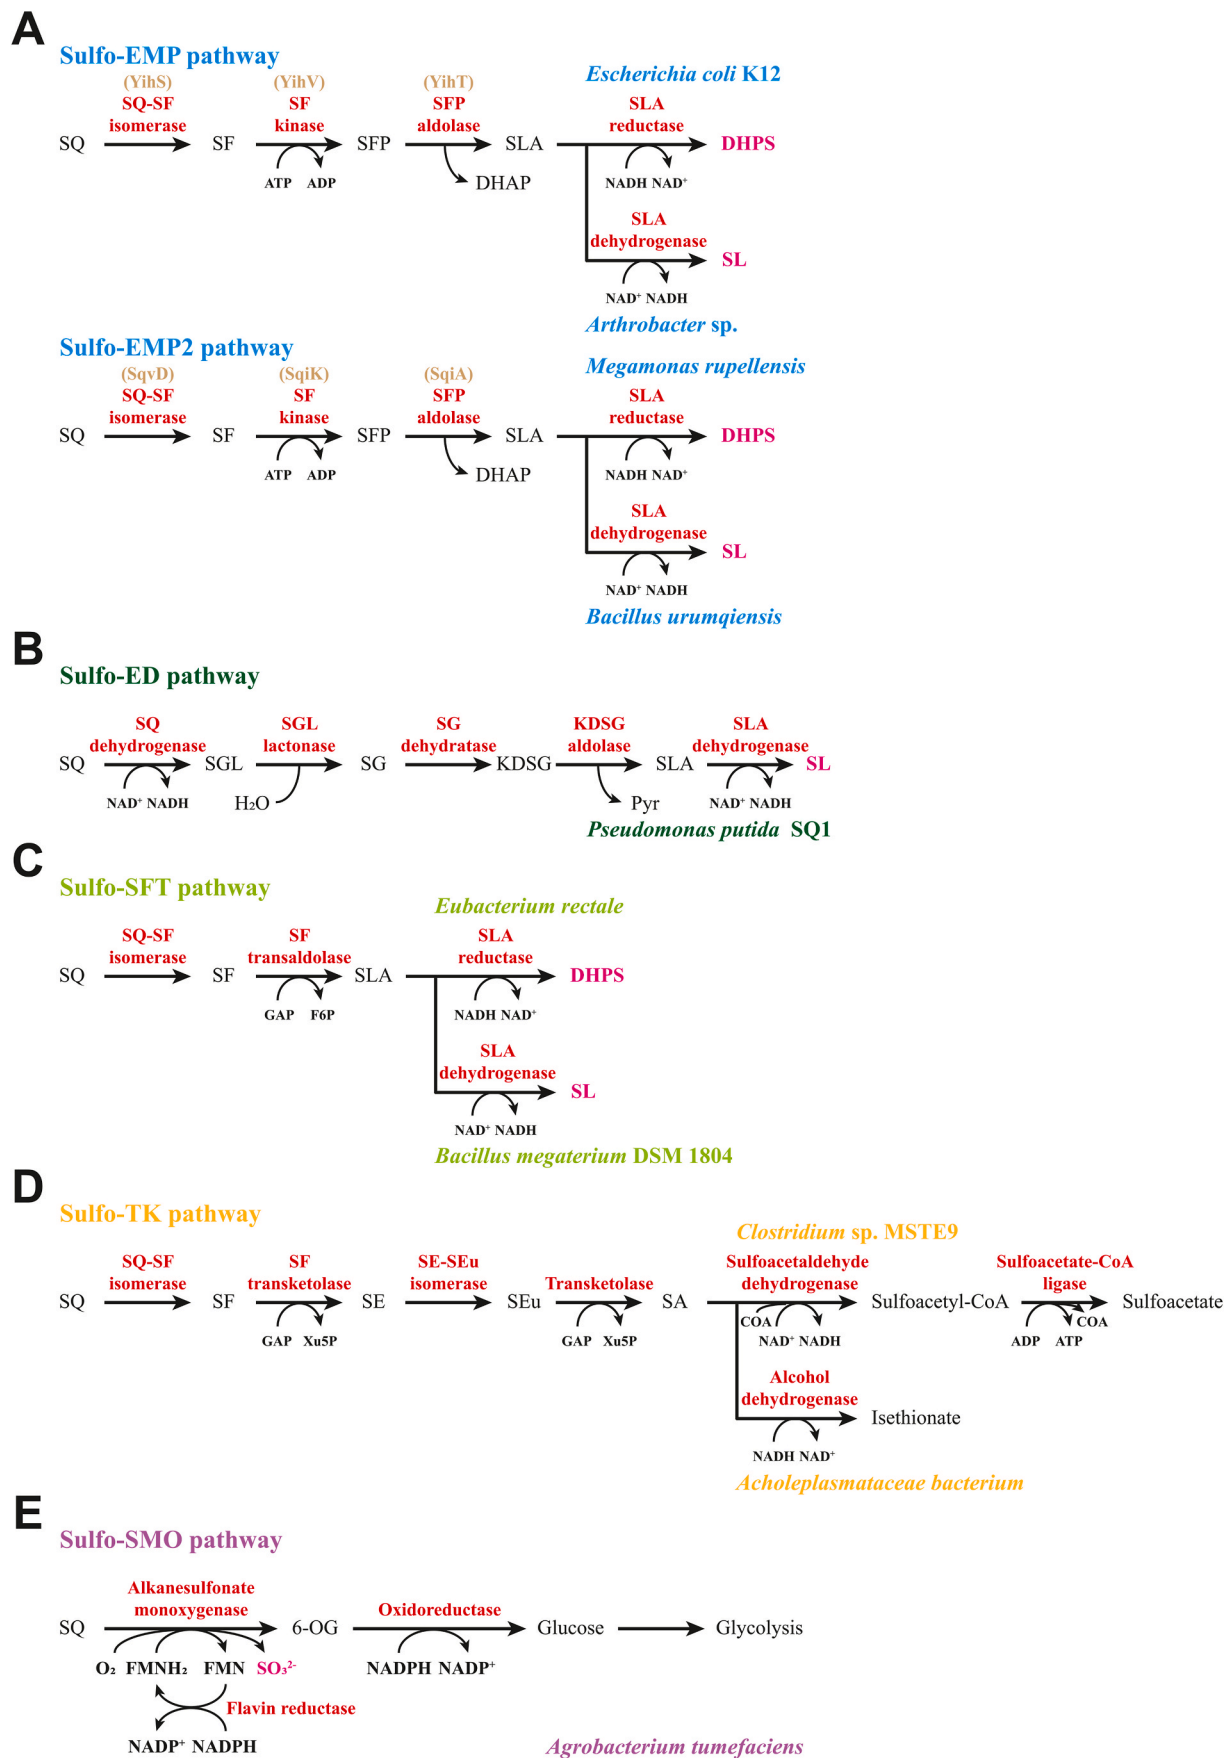 A
Sulfo-EMP pathway
Escherichia coli K12
(YihS) (YihV) (YihT)
SQ-SF SF SFP SLA
isomerase kinase aldolase reductase
SQ SF SFP SLA DHPS
ATP ADP DHAP NADH NAD⁺
SLA
dehydrogenase
SL
NAD⁺ NADH
Arthrobacter sp.
Sulfo-EMP2 pathway
Megamonas rupellensis
(SqvD) (SqiK) (SqiA)
SQ-SF SF SFP SLA
isomerase kinase aldolase reductase
SQ SF SFP SLA DHPS
ATP ADP DHAP NADH NAD⁺
SLA
dehydrogenase
SL
NAD⁺ NADH
Bacillus urumqiensis
B
Sulfo-ED pathway
SQ SGL SG KDSG SLA
dehydrogenase lactonase dehydratase aldolase dehydrogenase
SQ SGL SG KDSG SLA SL
NAD⁺ NADH H₂O Pyr NAD⁺ NADH
Pseudomonas putida SQ1
C
Sulfo-SFT pathway
Eubacterium rectale
SQ-SF SF SLA
isomerase transaldolase reductase
SQ SF SLA DHPS
GAP F6P NADH NAD⁺
SLA
dehydrogenase
SL
NAD⁺ NADH
Bacillus megaterium DSM 1804
D
Sulfo-TK pathway
Clostridium sp. MSTE9
SQ-SF SF SE-SEu Sulfoacetaldehyde Sulfoacetate-CoA
isomerase transketolase isomerase Transketolase dehydrogenase ligase
SQ SF SE SEu SA Sulfoacetyl-CoA Sulfoacetate
COA COA
GAP Xu5P GAP Xu5P NAD⁺ NADH ADP ATP
Alcohol
dehydrogenase
Isethionate
NADH NAD⁺
Acholeplasmataceae bacterium
E
Sulfo-SMO pathway
Alkanesulfonate
monoxygenase Oxidoreductase
SQ 6-OG Glucose Glycolysis
O₂ FMNH₂ FMN SO₃²⁻ NADPH NADP⁺
Flavin reductase
NADP⁺ NADPH
Agrobacterium tumefaciens